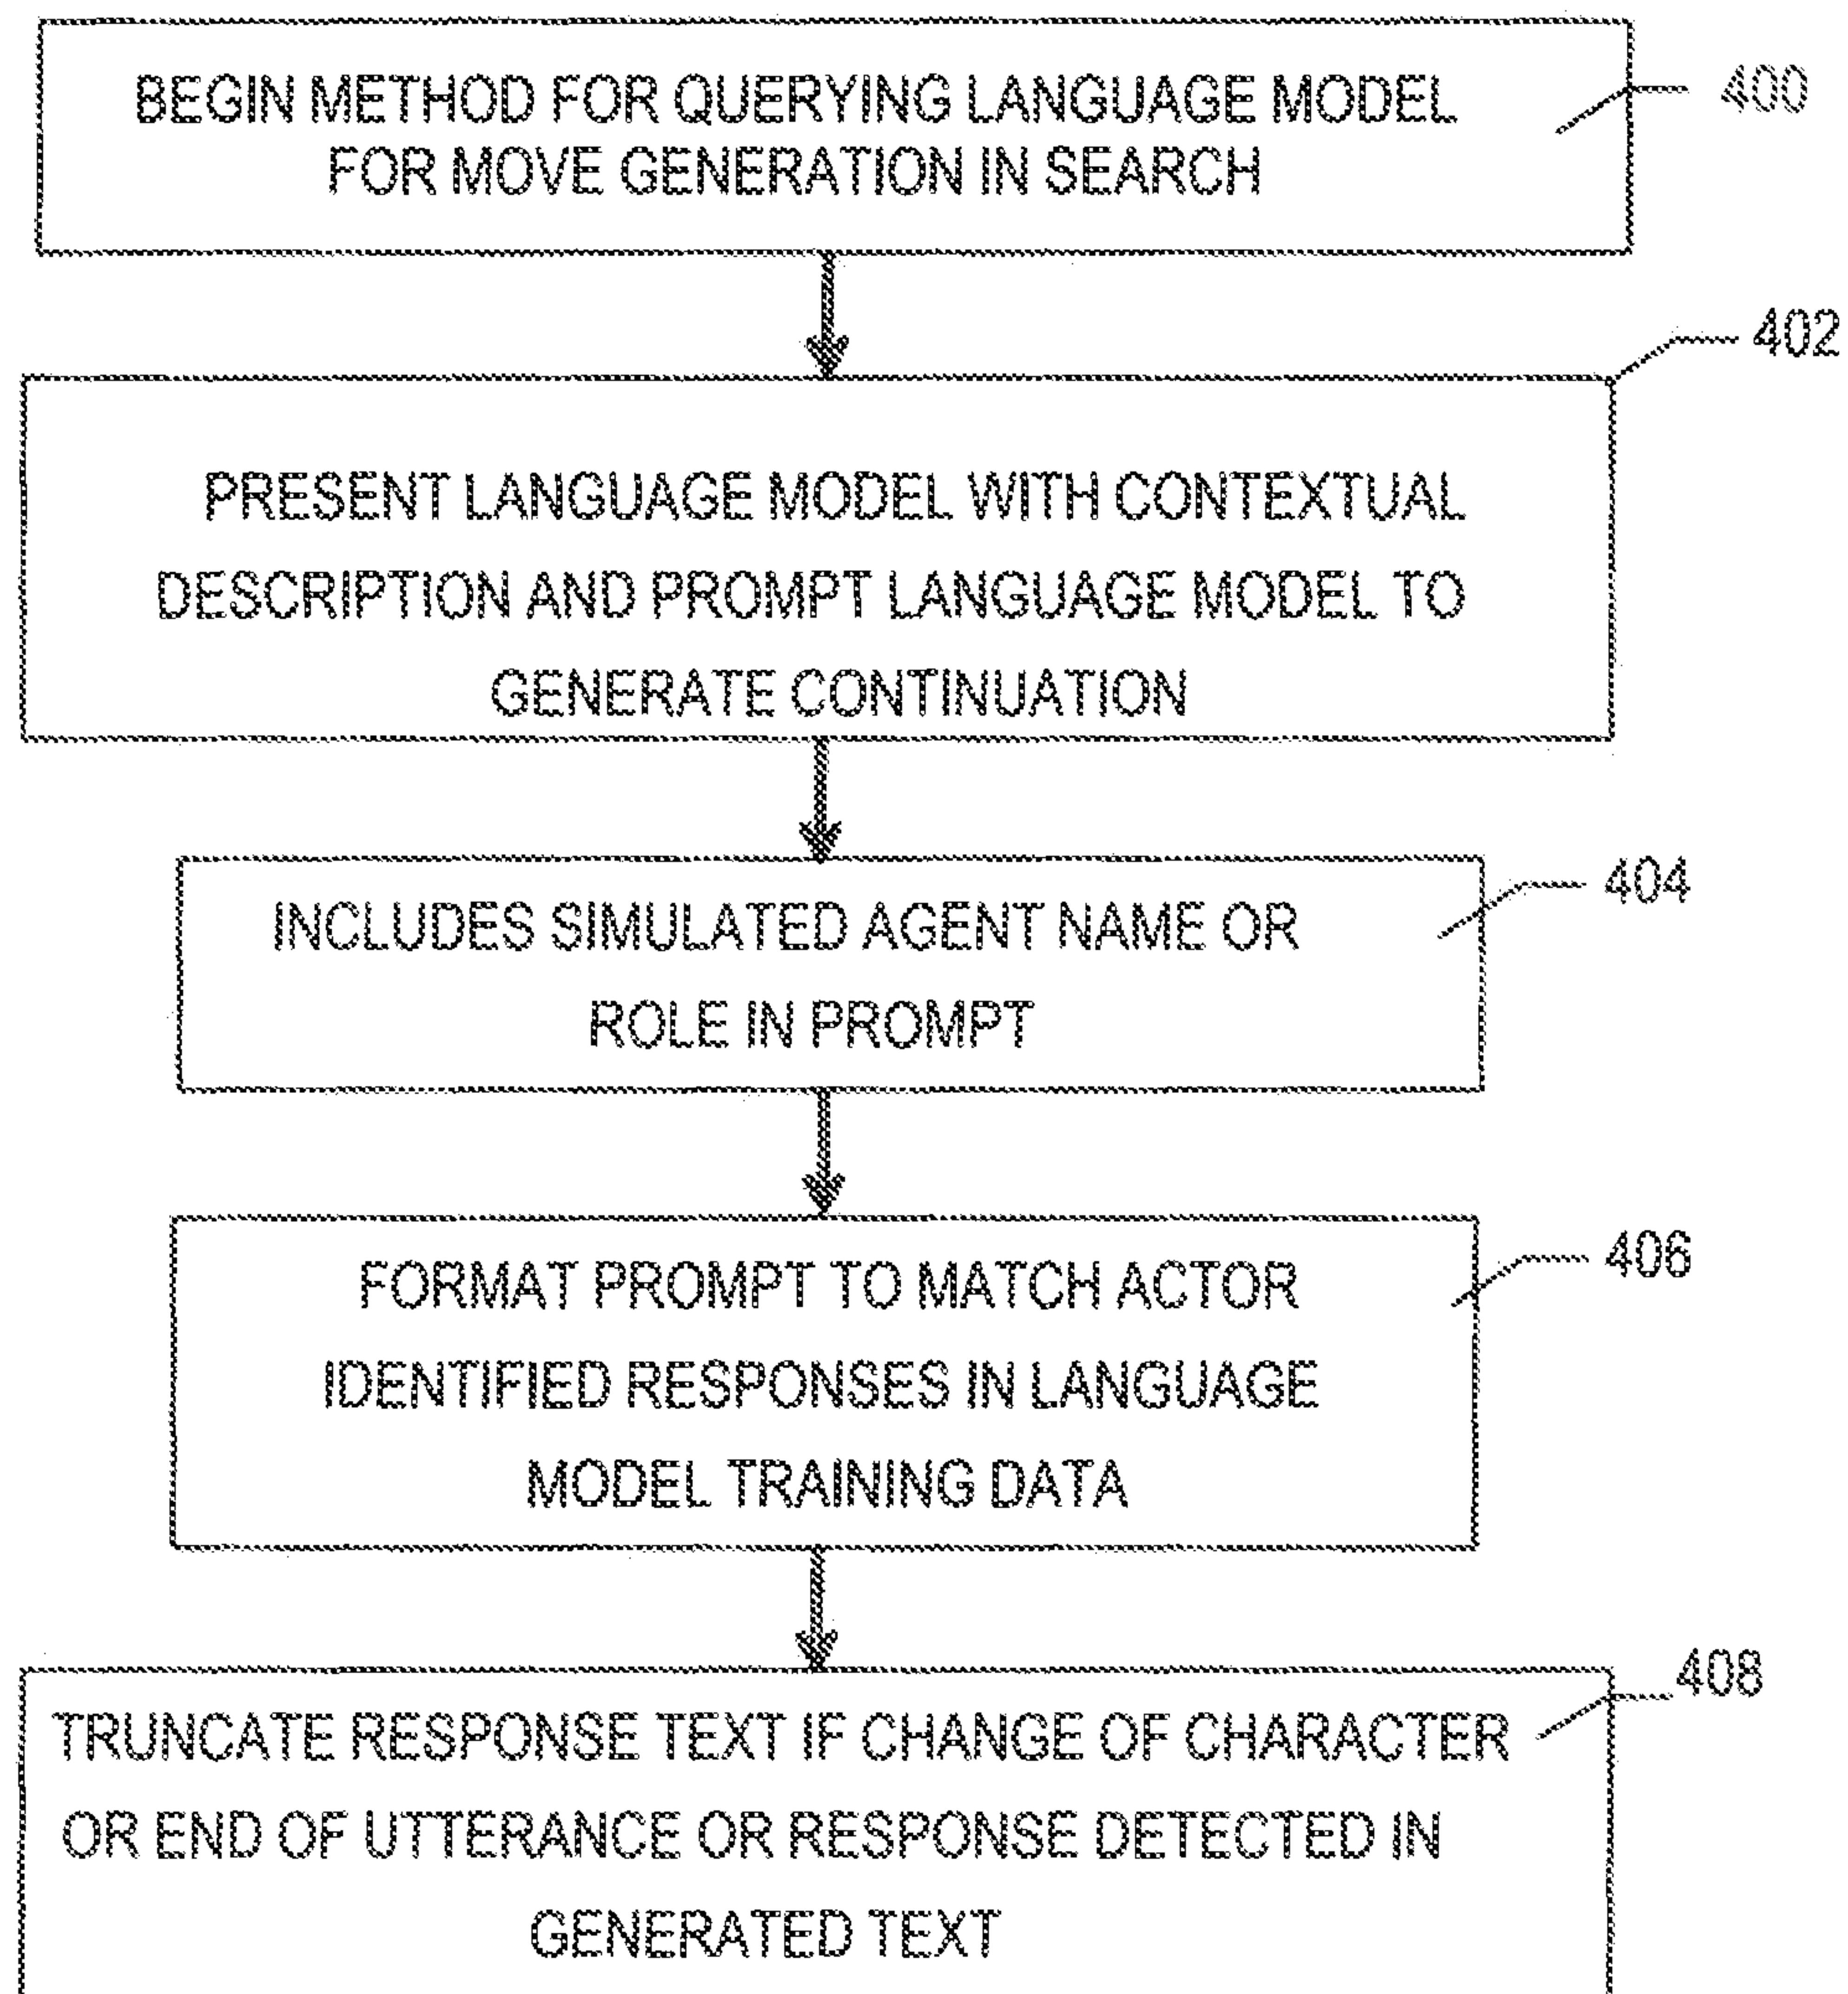 BEGIN METHOD FOR QUERYING LANGUAGE MODEL
FOR MOVE GENERATION IN SEARCH
400
402
PRESENT LANGUAGE MODEL WITH CONTEXTUAL
DESCRIPTION AND PROMPT LANGUAGE MODEL TO
GENERATE CONTINUATION
404
INCLUDES SIMULATED AGENT NAME OR
ROLE IN PROMPT
406
FORMAT PROMPT TO MATCH ACTOR
IDENTIFIED RESPONSES IN LANGUAGE
MODEL TRAINING DATA
408
TRUNCATE RESPONSE TEXT IF CHANGE OF CHARACTER
OR END OF UTTERANCE OR RESPONSE DETECTED IN
GENERATED TEXT